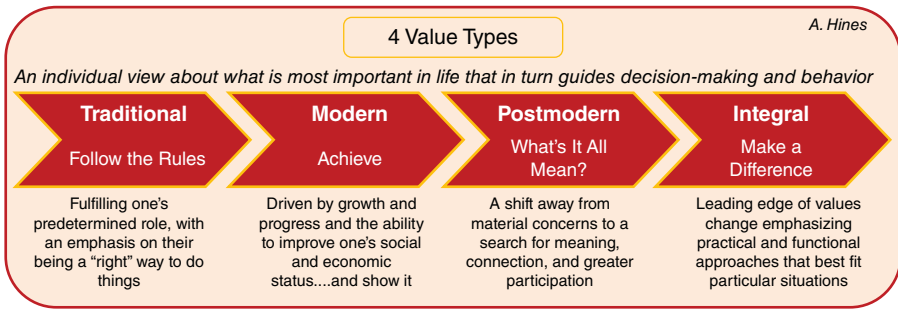 A. Hines
4 Value Types
An individual view about what is most important in life that in turn guides decision-making and behavior
Traditional
Follow the Rules
Modern
Achieve
Postmodern
What's It All
Mean?
Integral
Make a
Difference
Fulfilling one's
predetermined role, with
an emphasis on their
being a “right” way to do
things
Driven by growth and
progress and the ability
to improve one's social
and economic
status....and show it
A shift away from
material concerns to a
search for meaning,
connection, and greater
participation
Leading edge of values
change emphasizing
practical and functional
approaches that best fit
particular situations